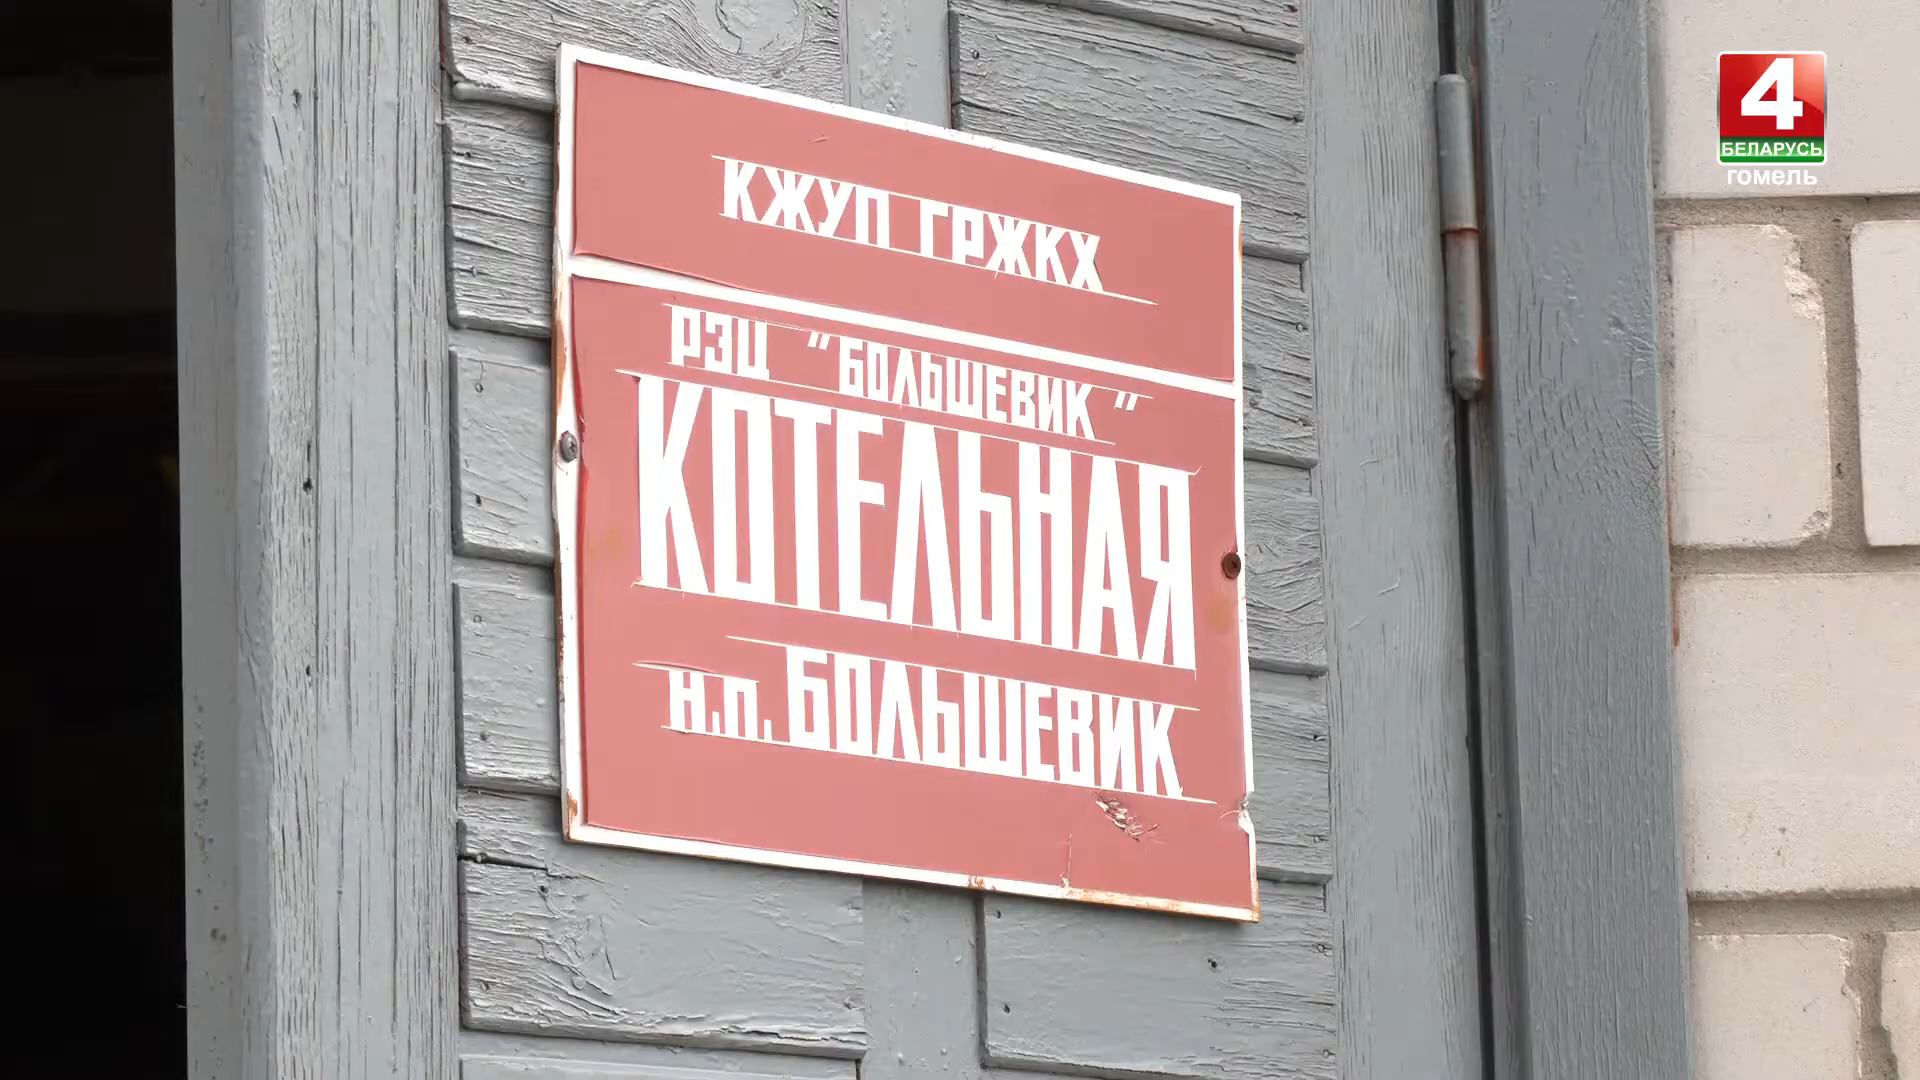 4
БЕЛАРУСЬ
гомель
КЖУП ГРЖКХ
РЭЦ "БОЛЬШЕВИК"
КОТЕЛЬНАЯ
Н.П. БОЛЬШЕВИК